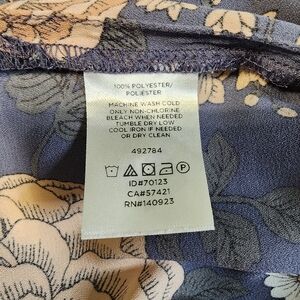 100% POLYESTER/
POLIÉSTER
MACHINE WASH COLD
ONLY NON-CHLORINE
BLEACH WHEN NEEDED
TUMBLE DRY LOW
COOL IRON IF NEEDED
OR DRY CLEAN
492784
ID#70123
CA#57421
RN#140923